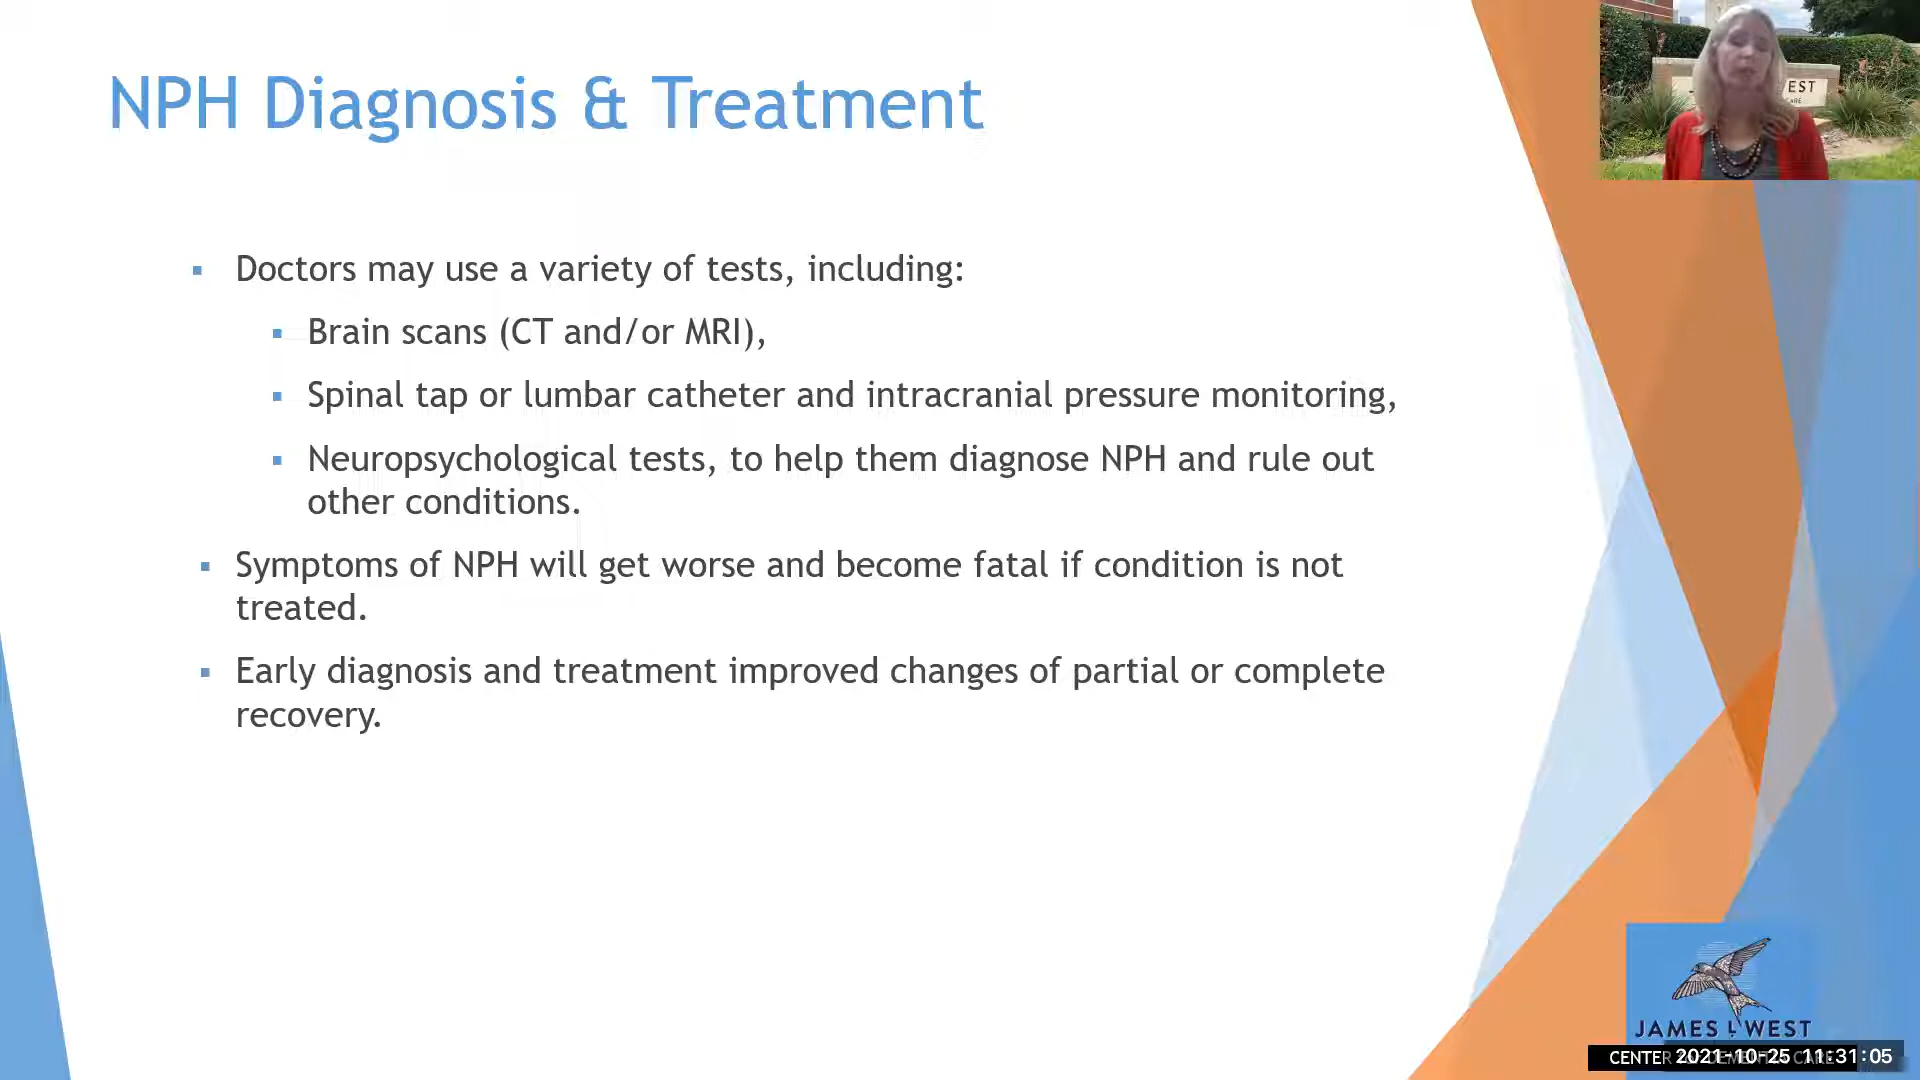 NPH Diagnosis & Treatment
Doctors may use a variety of tests, including:
Brain scans (CT and/or MRI),
Spinal tap or lumbar catheter and intracranial pressure monitoring,
Neuropsychological tests, to help them diagnose NPH and rule out
other conditions.
Symptoms of NPH will get worse and become fatal if condition is not
treated.
Early diagnosis and treatment improved changes of partial or complete
recovery.
EST
JAMES L WEST
CENTER
2021-10-25 11:31:05